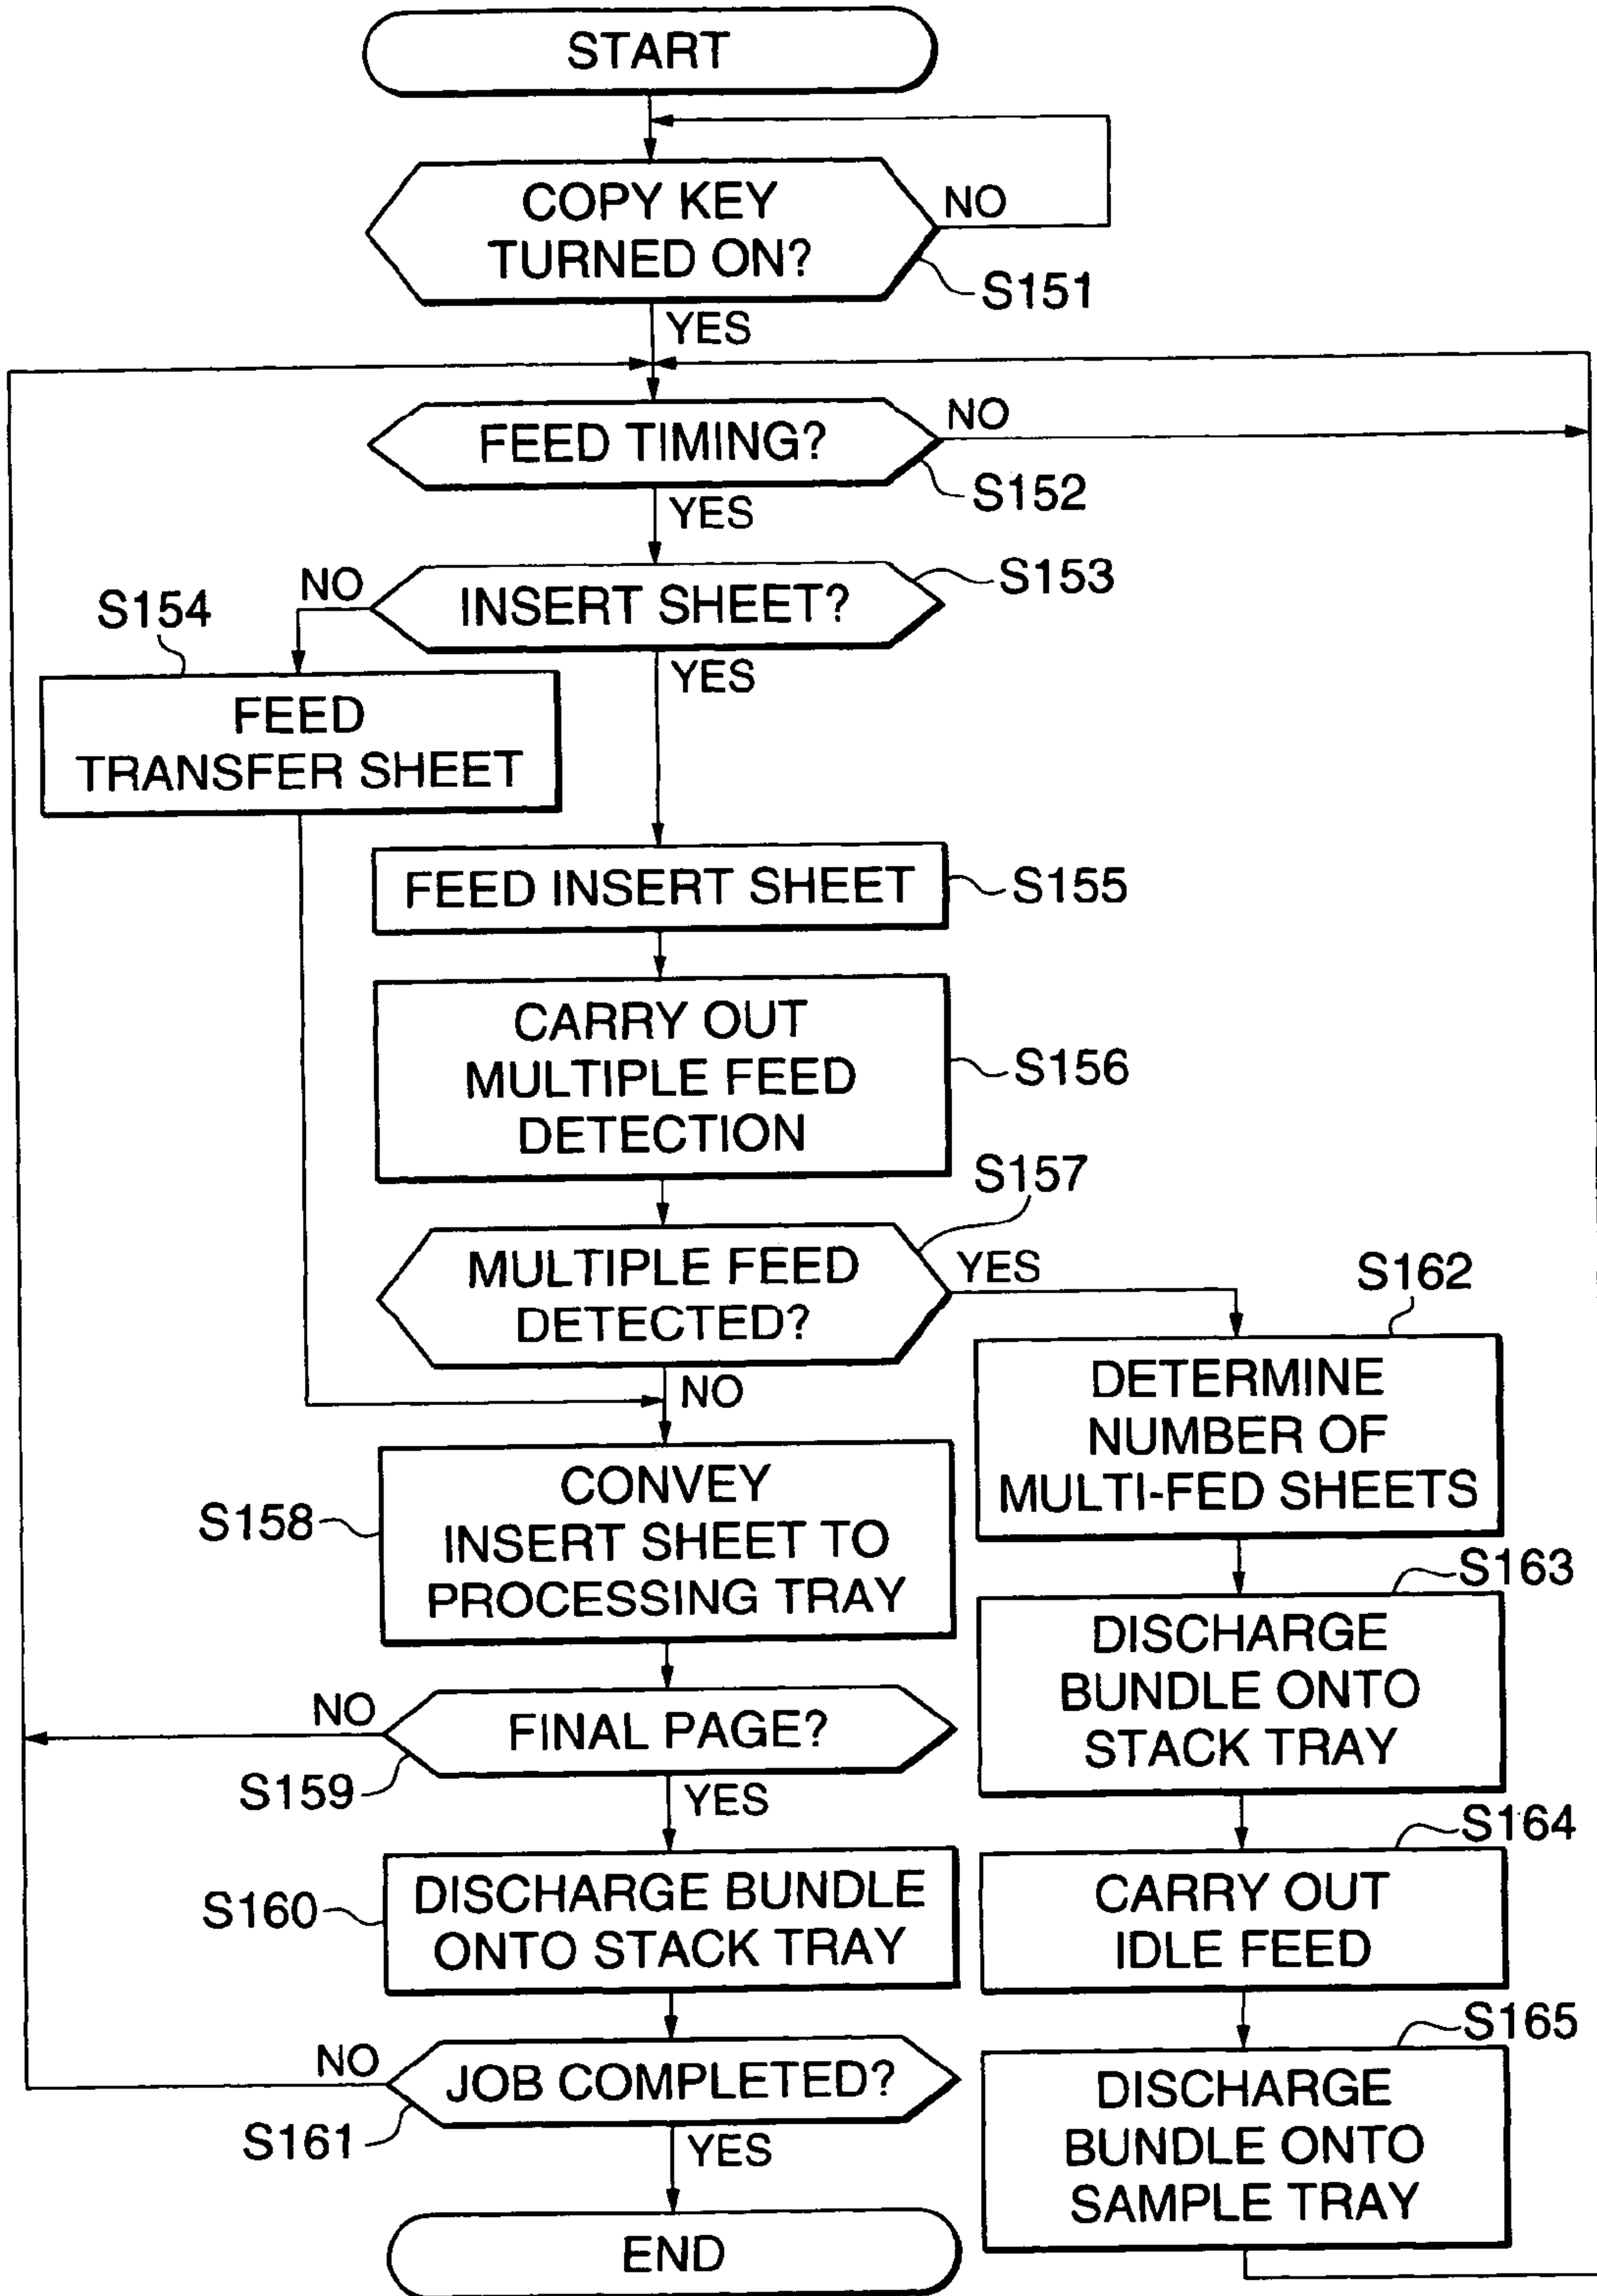 START
COPY KEY
TURNED ON?
NO
S151
YES
FEED TIMING?
NO
S152
YES
INSERT SHEET?
NO
S153
S154
YES
FEED
TRANSFER SHEET
FEED INSERT SHEET
S155
CARRY OUT
MULTIPLE FEED
DETECTION
S156
S157
MULTIPLE FEED
DETECTED?
YES
NO
S162
DETERMINE
NUMBER OF
MULTI-FED SHEETS
S158
CONVEY
INSERT SHEET TO
PROCESSING TRAY
S163
DISCHARGE
BUNDLE ONTO
STACK TRAY
NO
FINAL PAGE?
S159
YES
S164
CARRY OUT
IDLE FEED
S160
DISCHARGE BUNDLE
ONTO STACK TRAY
S165
DISCHARGE
BUNDLE ONTO
SAMPLE TRAY
NO
JOB COMPLETED?
S161
YES
END